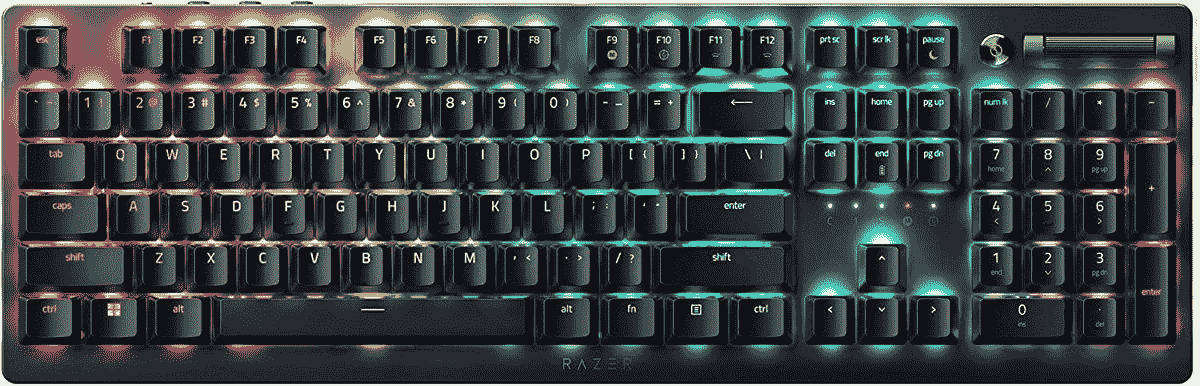 esc F1 F2 F3 F4 F5 F6 F7 F8 F9 F10 F11 F12 prt sc scr lk pause
` ~ 1 ! 2 @ 3 # 4 $ 5 % 6 ^ 7 & 8 * 9 ( 0 ) - _ = + ← ins home pg up num lk / * -
tab Q W E R T Y U I O P [ { ] } \ | del end pg dn 7 home 8 ^ 9 pg up +
caps A S D F G H J K L ; : ' " enter 4 < 5 6 >
shift Z X C V B N M , < . > / ? shift ^ 1 end 2 ⌄ 3 pg dn enter
ctrl alt alt fn ctrl < ⌄ > 0 ins . del
RAZER